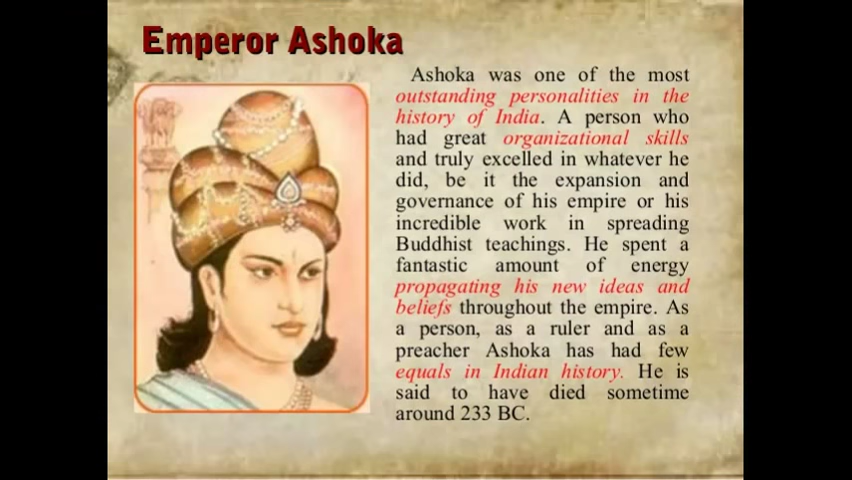 Emperor Ashoka
Ashoka was one of the most
outstanding personalities in the
history of India. A person who
had great organizational skills
and truly excelled in whatever he
did, be it the expansion and
governance of his empire or his
incredible work in spreading
Buddhist teachings. He spent a
fantastic amount of energy
propagating his new ideas and
beliefs throughout the empire. As
a person, as a ruler and as a
preacher Ashoka has had few
equals in Indian history. He is
said to have died sometime
around 233 BC.